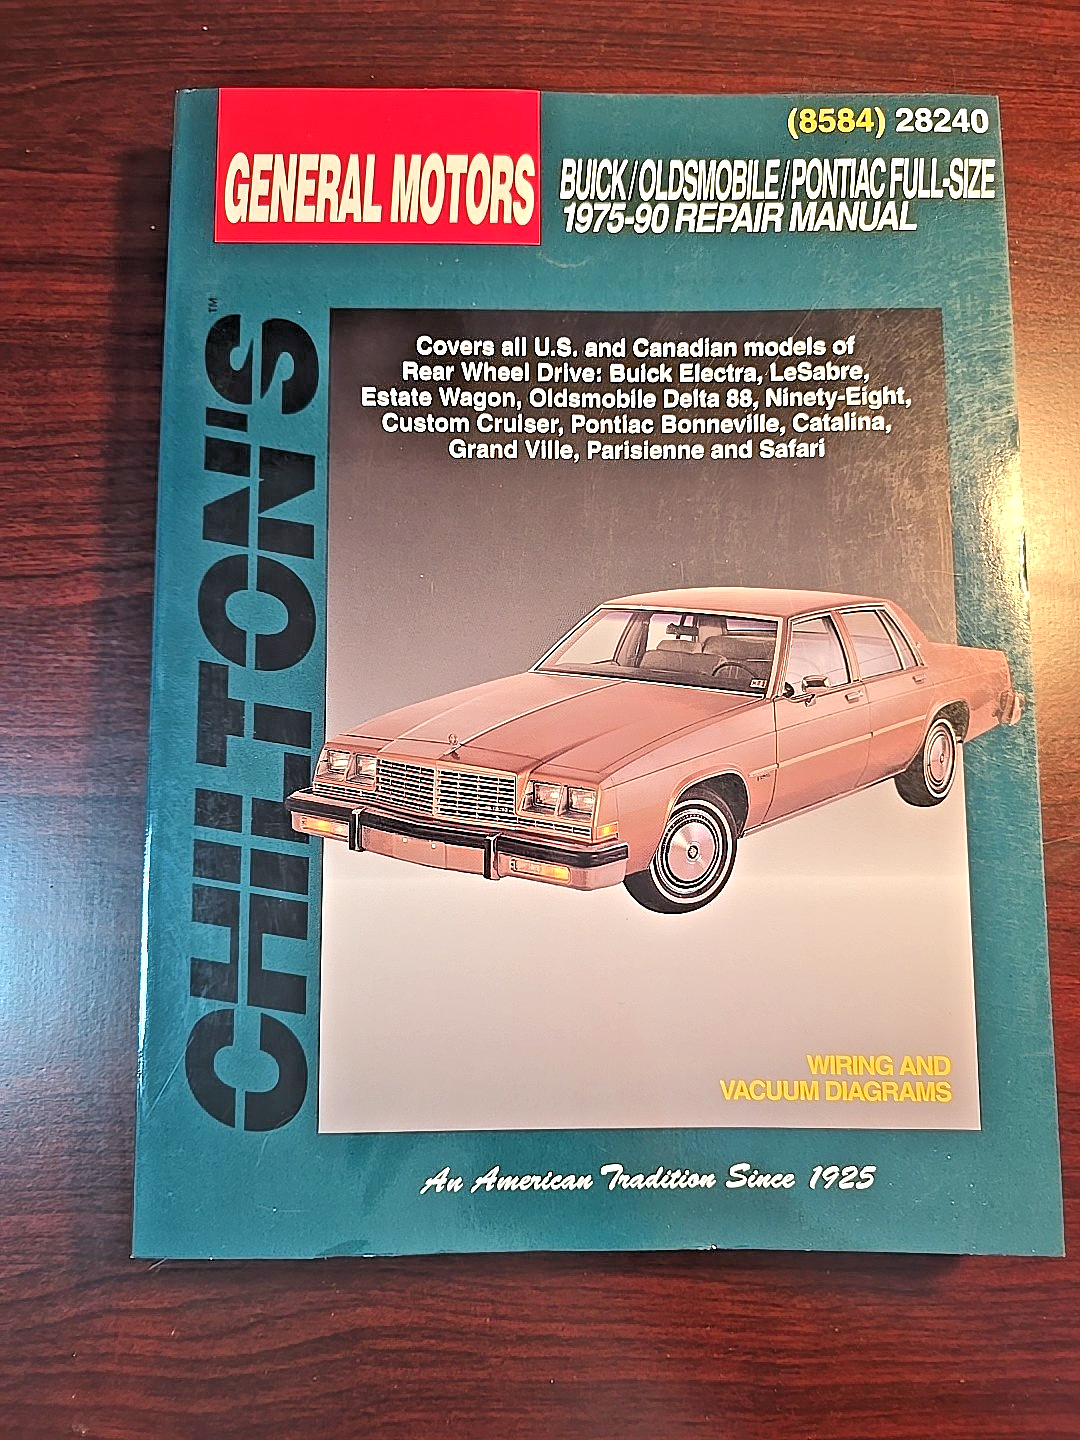 (8584) 28240
GENERAL MOTORS
BUICK/OLDSMOBILE/PONTIAC FULL-SIZE
1975-90 REPAIR MANUAL
CHILTON'S™
Covers all U.S. and Canadian models of
Rear Wheel Drive: Buick Electra, LeSabre,
Estate Wagon, Oldsmobile Delta 88, Ninety-Eight,
Custom Cruiser, Pontiac Bonneville, Catalina,
Grand Ville, Parisienne and Safari
WIRING AND
VACUUM DIAGRAMS
An American Tradition Since 1925